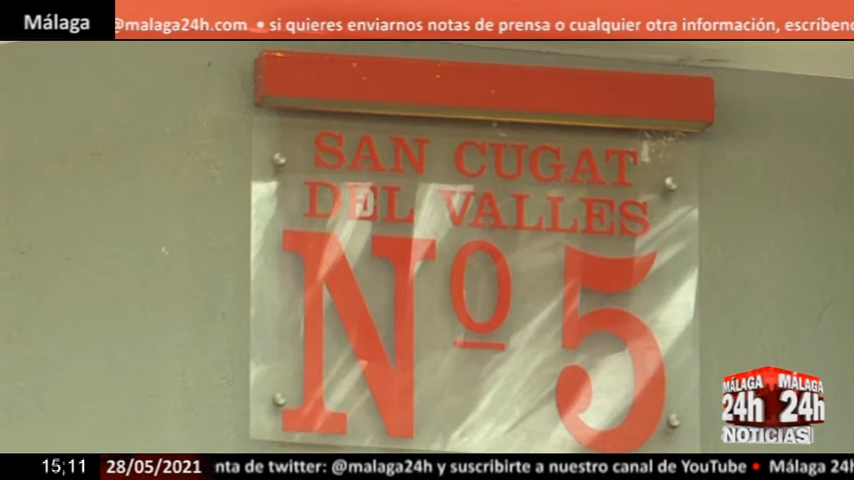 Málaga
@malaga24h.com • si quieres enviarnos notas de prensa o cualquier otra información, escríbeno
SAN CUGAT
DEL VALLES
Nº 5
MÁLAGA MÁLAGA
24h 24h
NOTICIAS
15:11 28/05/2021 nta de twitter: @malaga24h y suscribirte a nuestro canal de YouTube • Málaga 24h